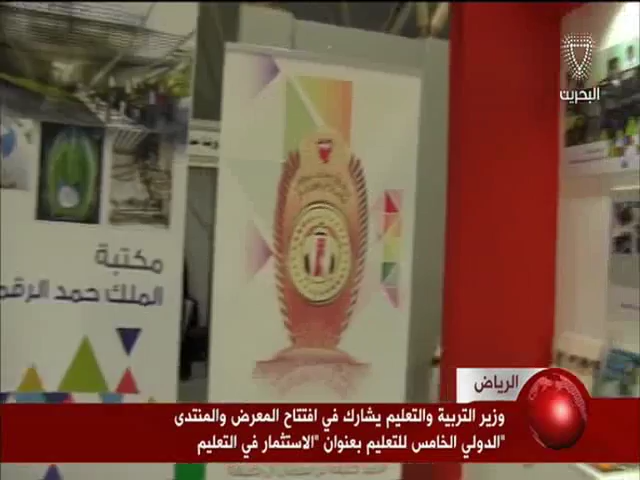 البحرين
مكتبة
الملك حمد الرقم
الرياض
وزير التربية والتعليم يشارك في افتتاح المعرض والمنتدى
الدولي الخامس للتعليم بعنوان "الاستثمار في التعليم"